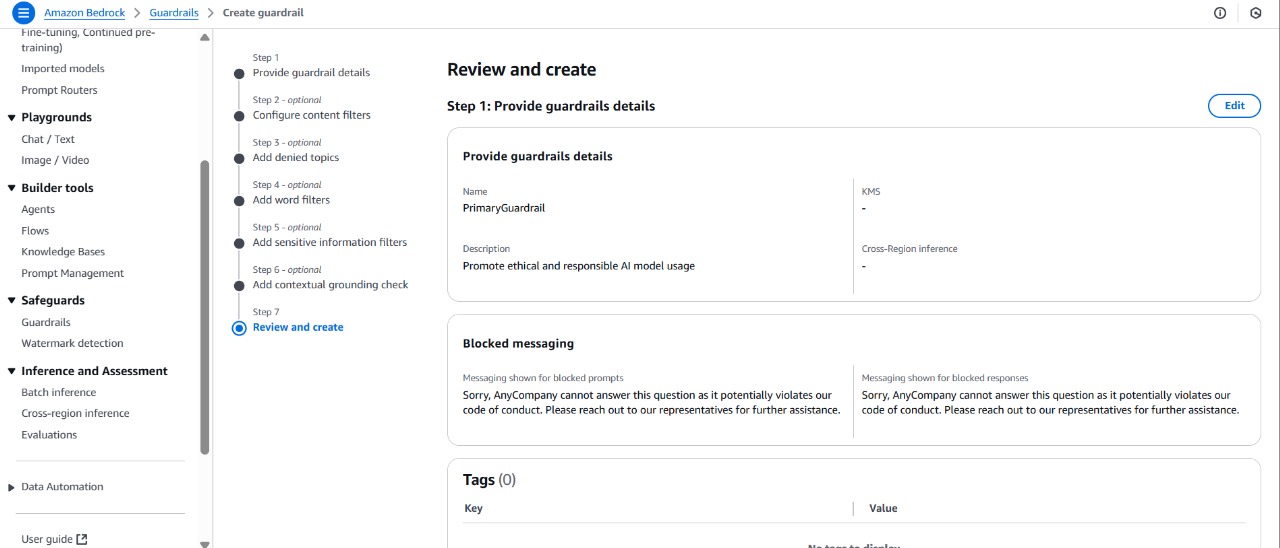 Amazon Bedrock > Guardrails > Create guardrail
Fine-tuning, Continued pre-
training)
Imported models
Prompt Routers
Playgrounds
Chat / Text
Image / Video
Builder tools
Agents
Flows
Knowledge Bases
Prompt Management
Safeguards
Guardrails
Watermark detection
Inference and Assessment
Batch inference
Cross-region inference
Evaluations
Data Automation
User guide
Step 1
Provide guardrail details
Step 2 - optional
Configure content filters
Step 3 - optional
Add denied topics
Step 4 - optional
Add word filters
Step 5 - optional
Add sensitive information filters
Step 6 - optional
Add contextual grounding check
Step 7
Review and create
Review and create
Step 1: Provide guardrails details
Edit
Provide guardrails details
Name
PrimaryGuardrail
KMS
-
Description
Promote ethical and responsible AI model usage
Cross-Region inference
-
Blocked messaging
Messaging shown for blocked prompts
Sorry, AnyCompany cannot answer this question as it potentially violates our
code of conduct. Please reach out to our representatives for further assistance.
Messaging shown for blocked responses
Sorry, AnyCompany cannot answer this question as it potentially violates our
code of conduct. Please reach out to our representatives for further assistance.
Tags (0)
Key
Value
No tags to display